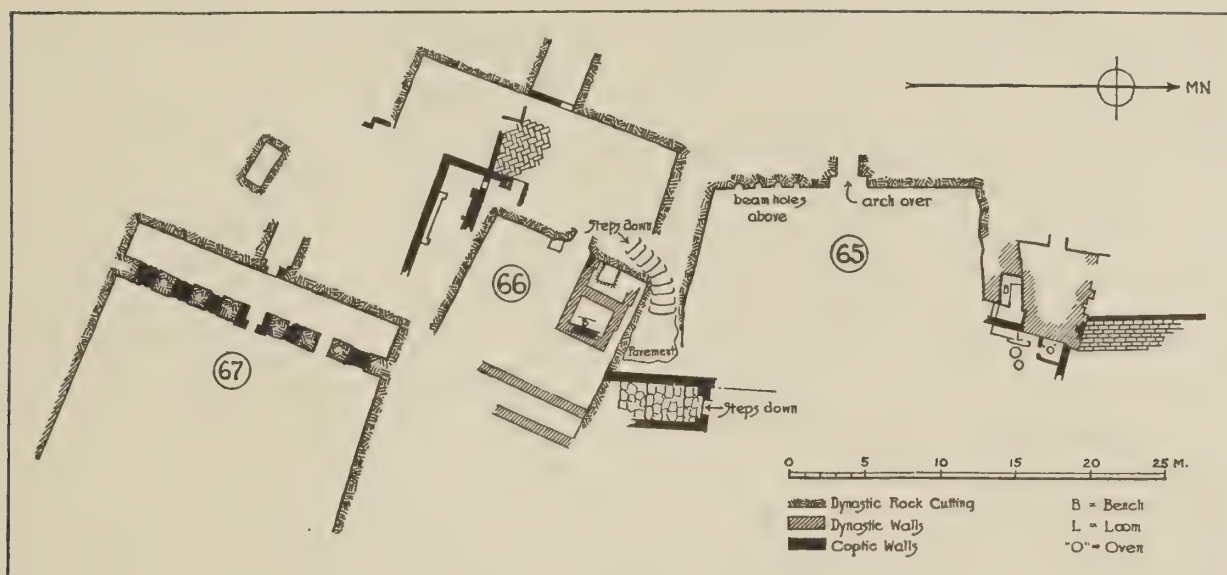 MN
Steps down
beam holes
above
arch over
65
66
B
B
L
O
"O"
Pavement
67
Steps down
0 5 10 15 20 25 M.
Dynastic Rock Cutting
Dynastic Walls
Coptic Walls
B = Bench
L = Loom
"O" = Oven